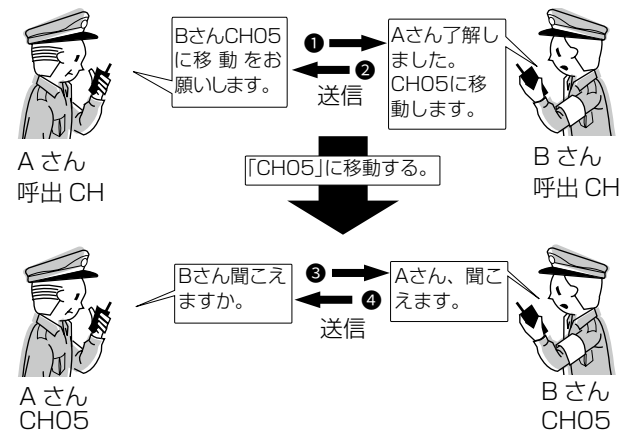 BさんCH05
に移動をお
願いします。
❶
❷
送信
Aさん了解し
ました。
CH05に移
動します。
Aさん
呼出CH
Bさん
呼出CH
「CH05」に移動する。
Bさん聞こえ
ますか。
❸
❹
送信
Aさん、聞こ
えます。
Aさん
CH05
Bさん
CH05